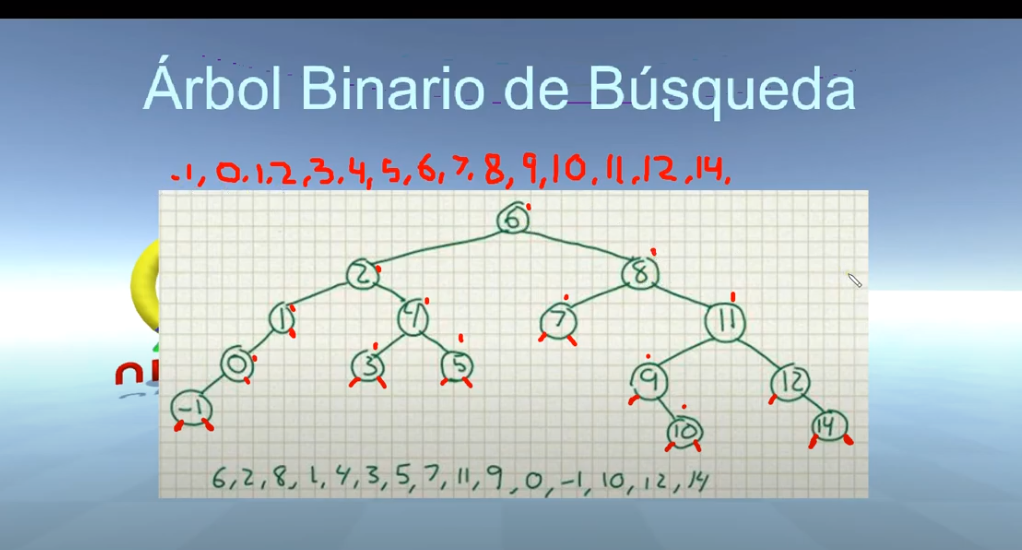 Árbol Binario de Búsqueda
-1, 0, 1, 2, 3, 4, 5, 6, 7, 8, 9, 10, 11, 12, 14,
6
2 8
1 4 7 11
0 3 5 9 12
-1 10 14
6, 2, 8, 1, 4, 3, 5, 7, 11, 9, 0, -1, 10, 12, 14